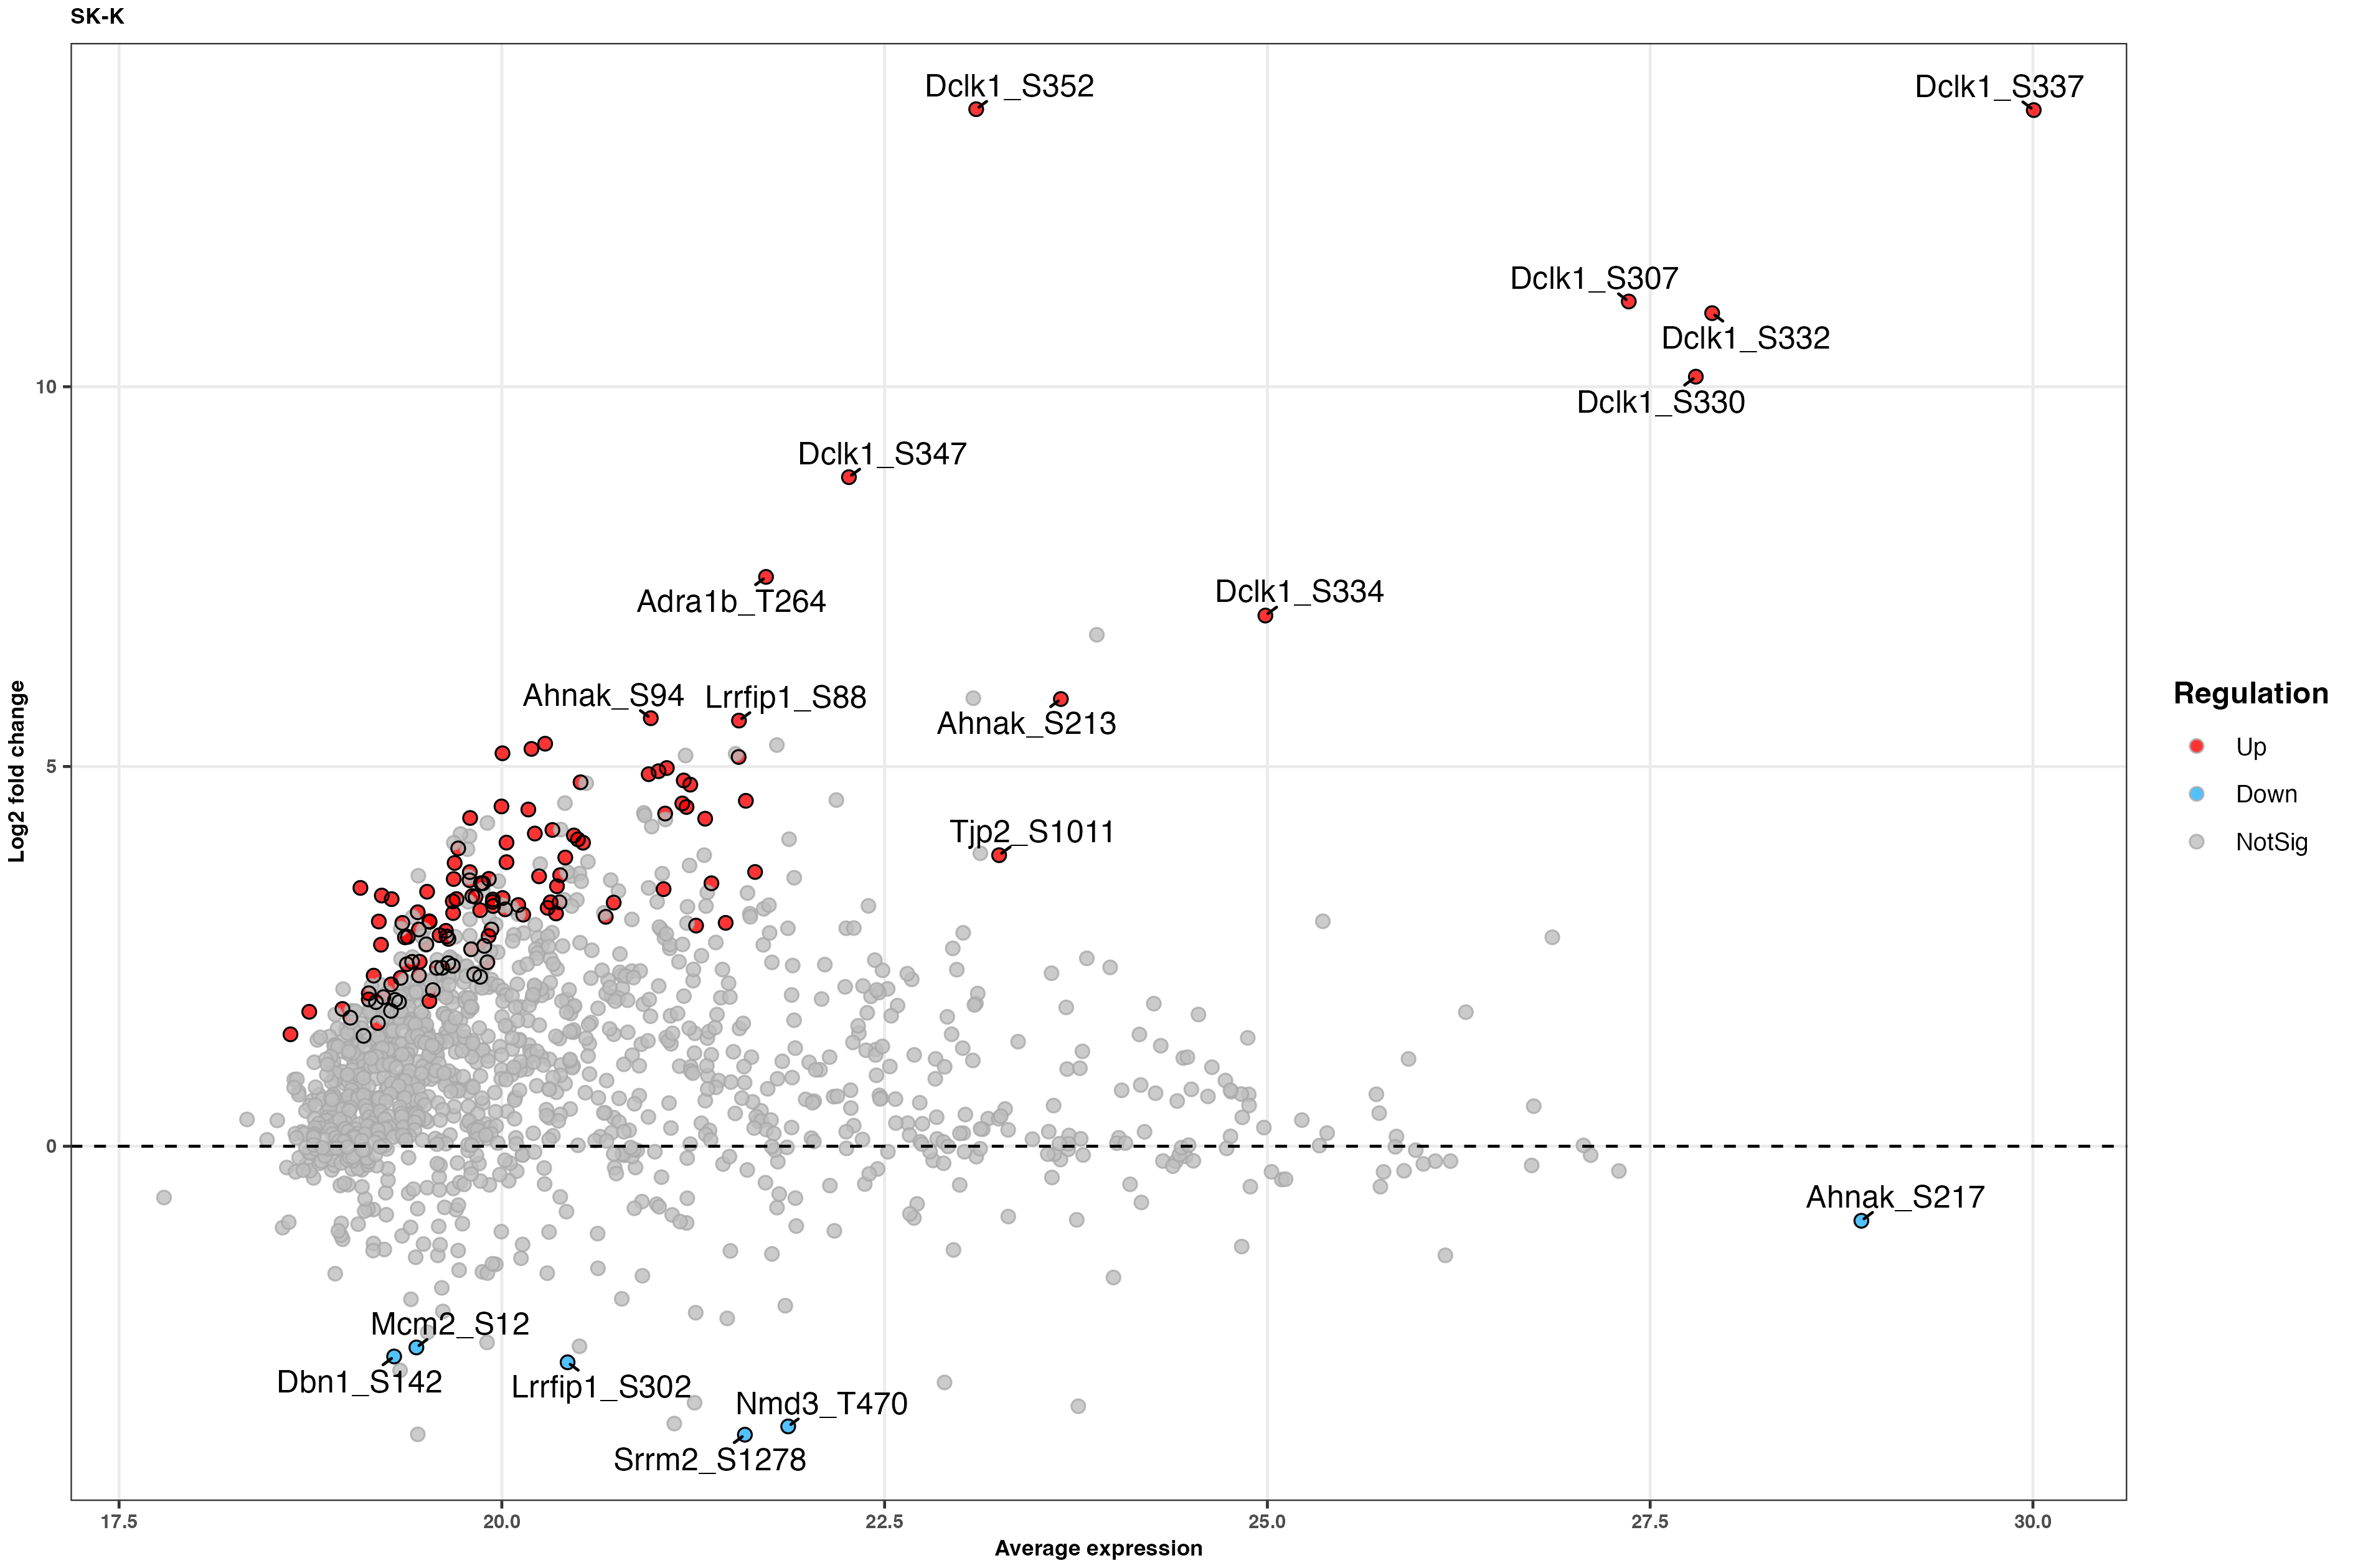 SK-K
Dclk1_S352
Dclk1_S337
Dclk1_S307
Dclk1_S332
10
Dclk1_S330
Dclk1_S347
Adra1b_T264
Dclk1_S334
Ahnak_S94
Lrrfip1_S88
Ahnak_S213
5
Tjp2_S1011
Log2 fold change
0
Ahnak_S217
Mcm2_S12
Dbn1_S142
Lrrfip1_S302
Nmd3_T470
Srrm2_S1278
17.5
20.0
22.5
25.0
27.5
30.0
Average expression
Regulation
Up
Down
NotSig